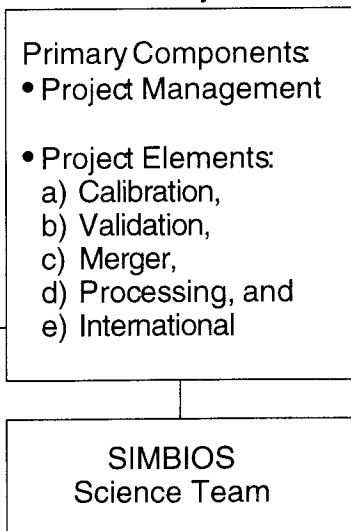 Primary Components:
• Project Management
• Project Elements:
a) Calibration,
b) Validation,
c) Merger,
d) Processing, and
e) International
SIMBIOS
Science Team